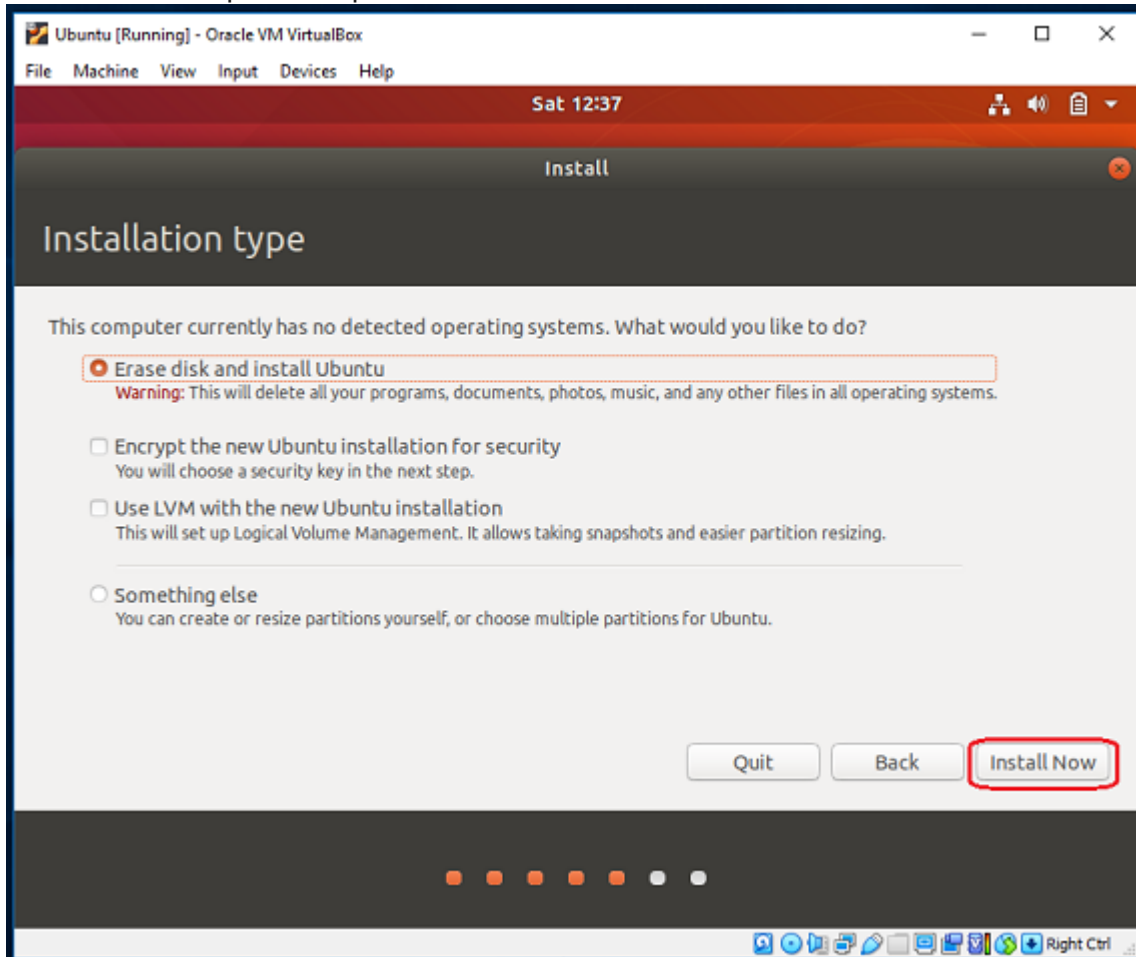 Ubuntu [Running] - Oracle VM VirtualBox
File Machine View Input Devices Help
Sat 12:37
Install
Installation type
This computer currently has no detected operating systems. What would you like to do?
Erase disk and install Ubuntu
Warning: This will delete all your programs, documents, photos, music, and any other files in all operating systems.
Encrypt the new Ubuntu installation for security
You will choose a security key in the next step.
Use LVM with the new Ubuntu installation
This will set up Logical Volume Management. It allows taking snapshots and easier partition resizing.
Something else
You can create or resize partitions yourself, or choose multiple partitions for Ubuntu.
Quit Back Install Now
Right Ctrl